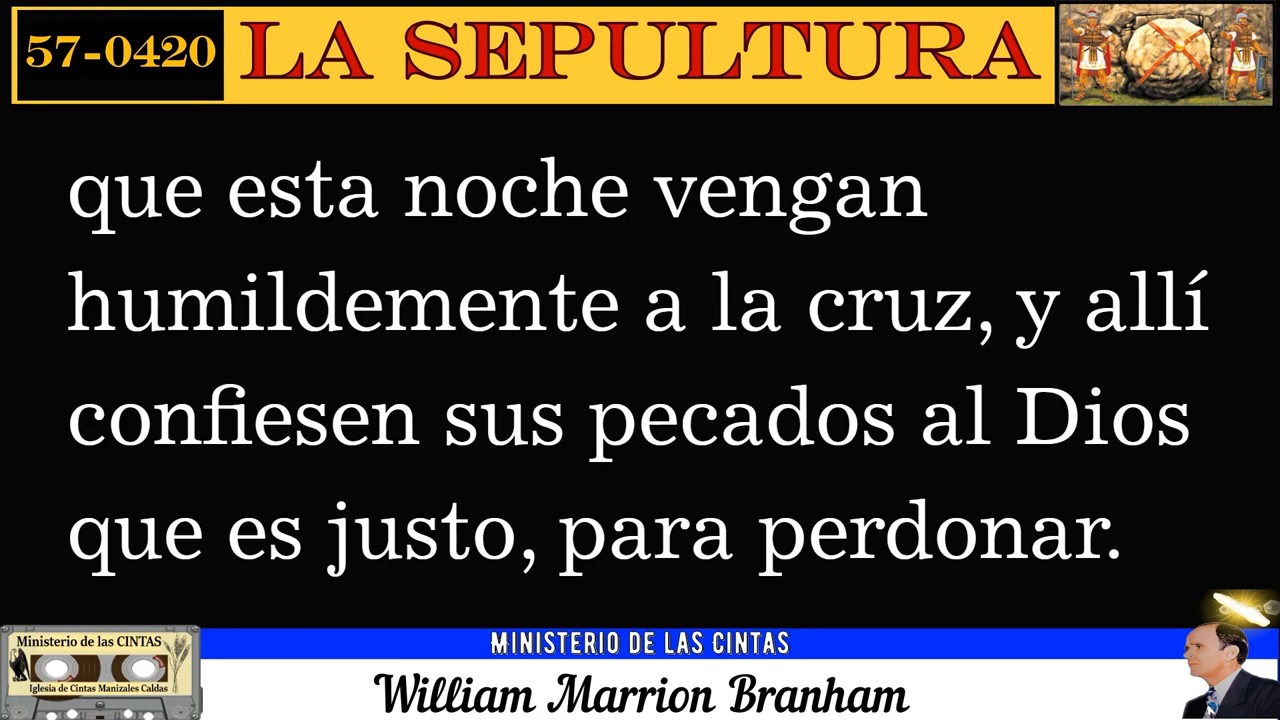 57-0420 LA SEPULTURA
que esta noche vengan
humildemente a la cruz, y allí
confiesen sus pecados al Dios
que es justo, para perdonar.
MINISTERIO DE LAS CINTAS
Ministerio de las CINTAS
Iglesia de Cintas Manizales Caldas
William Marrion Branham